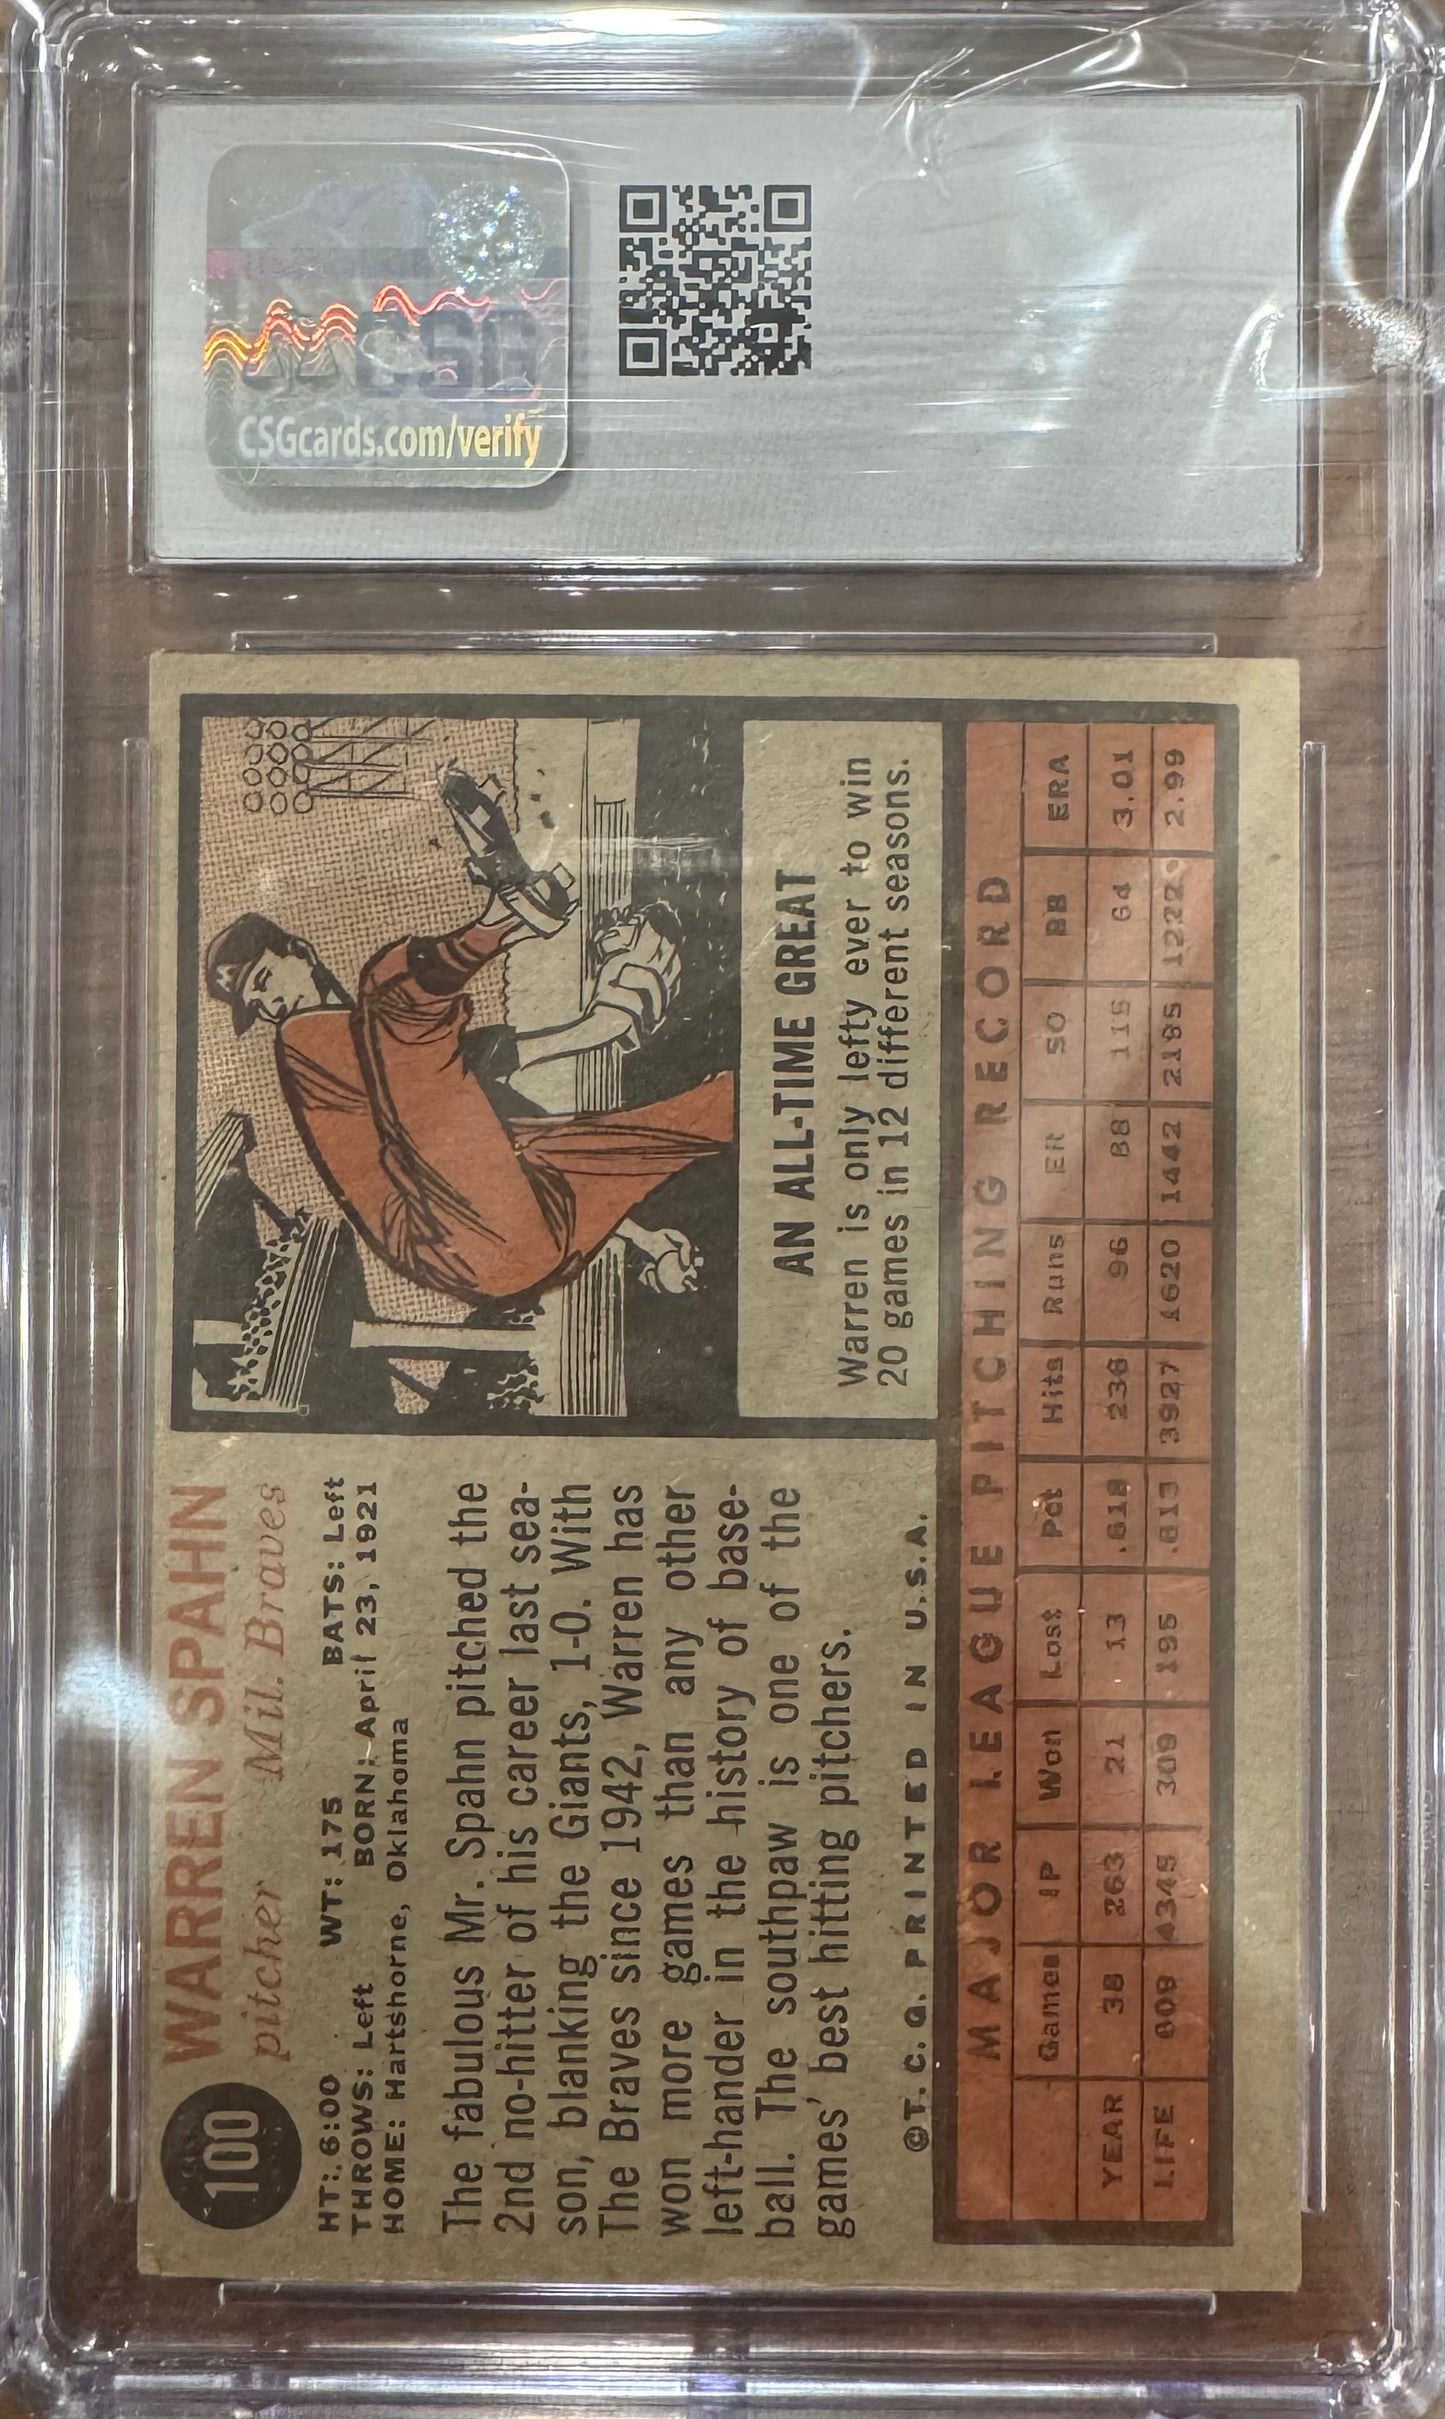 CSG
CSGcards.com/verify
100
WARREN SPAHN
pitcher Mil. Braves
HT: 6:00 WT: 175 BATS: Left
THROWS: Left BORN: April 23, 1921
HOME: Hartshorne, Oklahoma
The fabulous Mr. Spahn pitched the
2nd no-hitter of his career last sea-
son, blanking the Giants, 1-0. With
The Braves since 1942, Warren has
won more games than any other
left-hander in the history of base-
ball. The southpaw is one of the
games' best hitting pitchers.
©T. C. G. PRINTED IN U.S.A.
AN ALL-TIME GREAT
Warren is only lefty ever to win
20 games in 12 different seasons.
MAJOR LEAGUE PITCHING RECORD
Games IP Won Lost Pct Hits Runs ER SO BB ERA
YEAR 38 263 21 13 .618 236 96 88 115 64 3.01
LIFE 609 4345 309 195 .613 3927 1620 1442 2185 1222 2.99